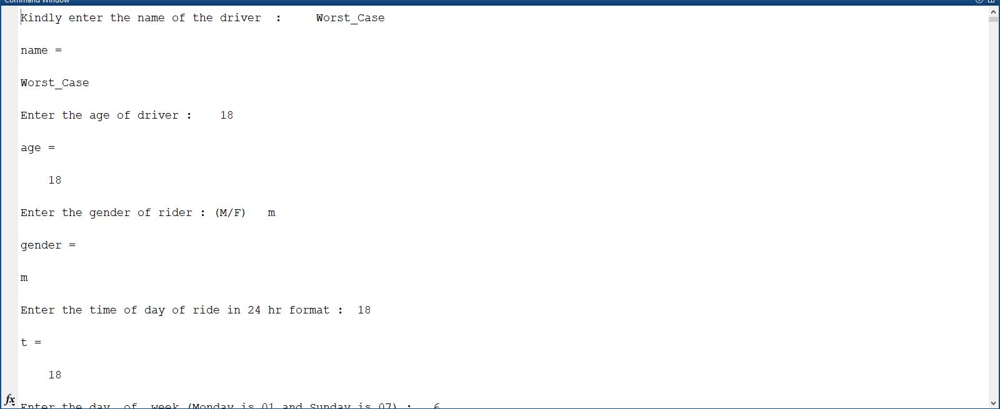 Command Window
Kindly enter the name of the driver  :     Worst_Case
name =
Worst_Case
Enter the age of driver :    18
age =
    18
Enter the gender of rider : (M/F)   m
gender =
m
Enter the time of day of ride in 24 hr format :  18
t =
    18
fx
Enter the day  of  week (Monday is 01 and Sunday is 07) :   6